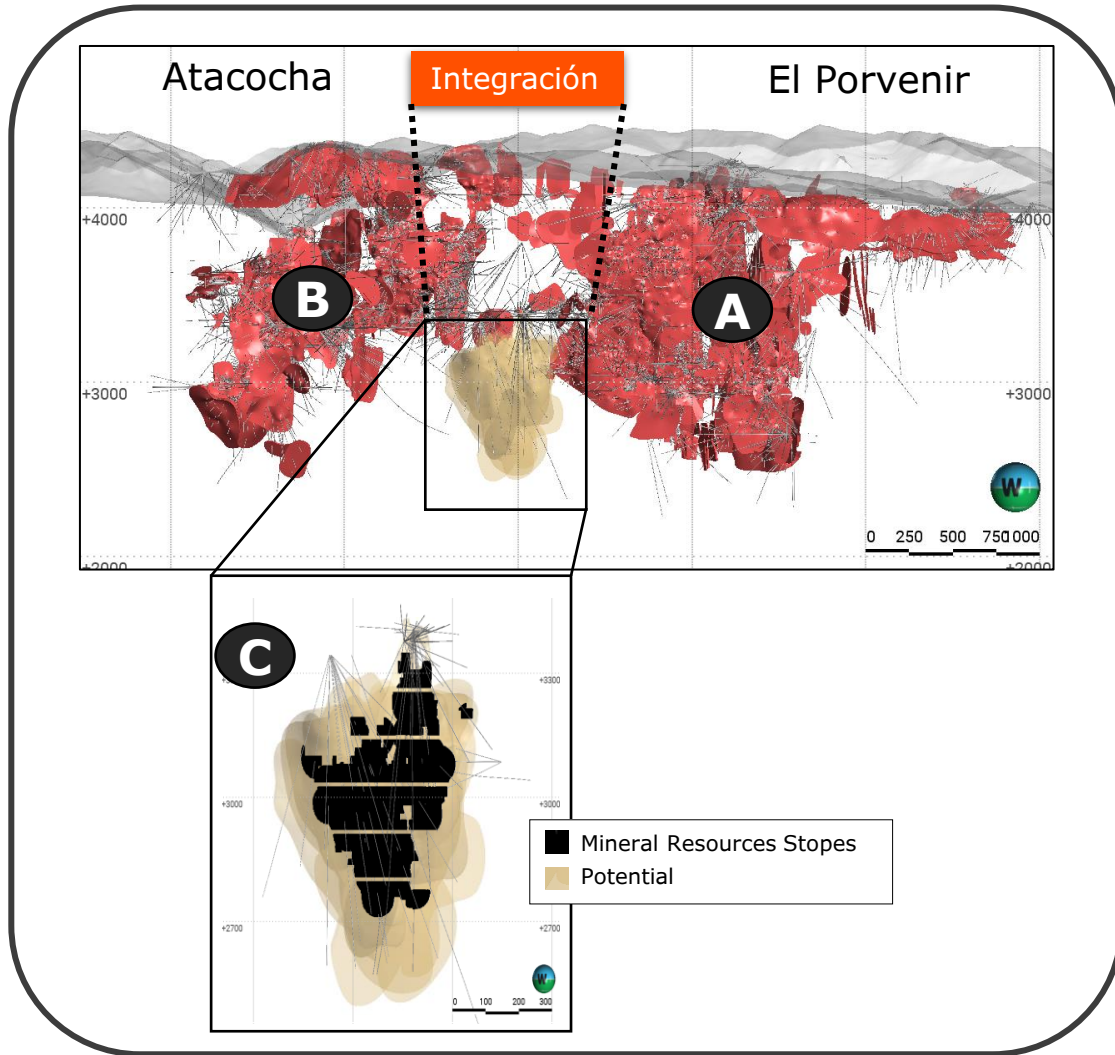 Atacocha
Integración
El Porvenir
+4000
+4000
B
A
+3000
+3000
W
0 250 500 750 1000
+2000
+2000
C
+3300
+3000
+3000
Mineral Resources Stopes
Potential
+2700
+2700
W
0 100 200 300